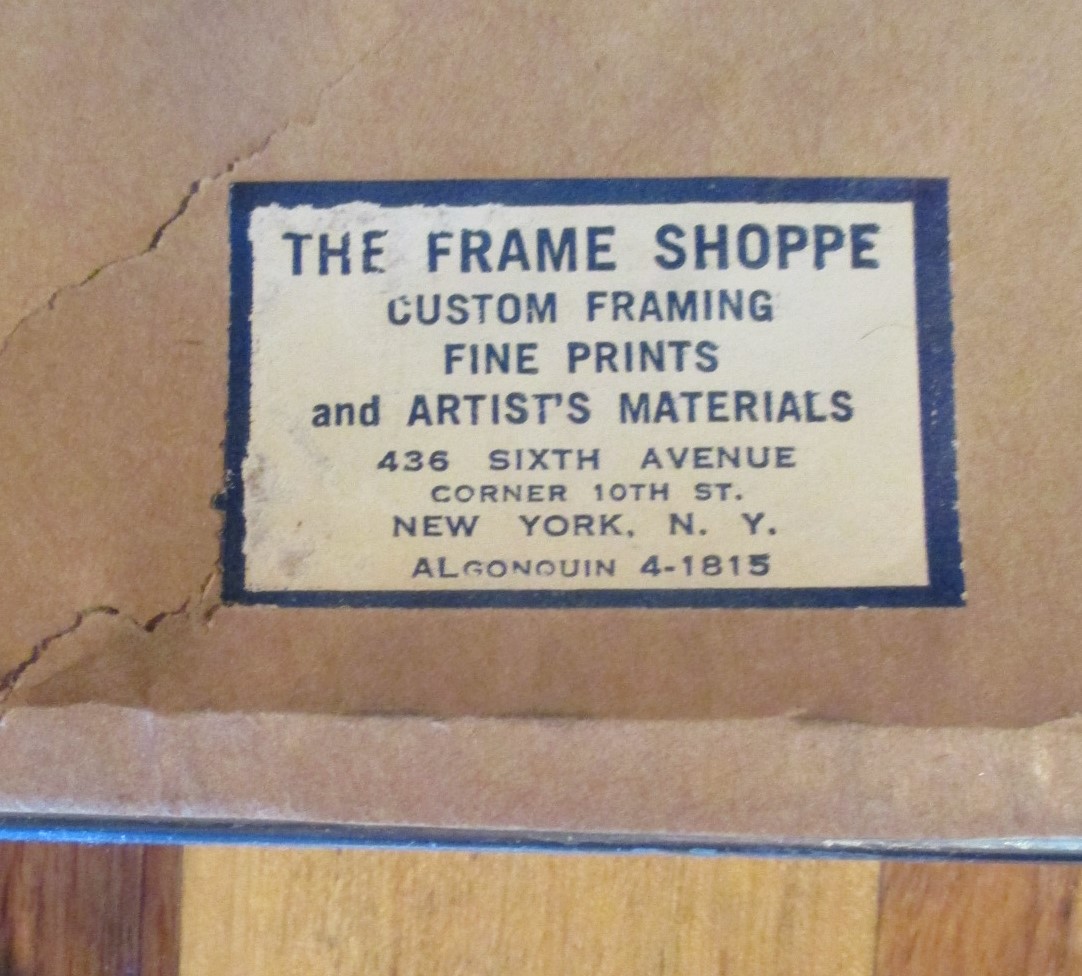 THE FRAME SHOPPE
CUSTOM FRAMING
FINE PRINTS
and ARTIST'S MATERIALS
436 SIXTH AVENUE
CORNER 10TH ST.
NEW YORK, N. Y.
ALGONQUIN 4-1815